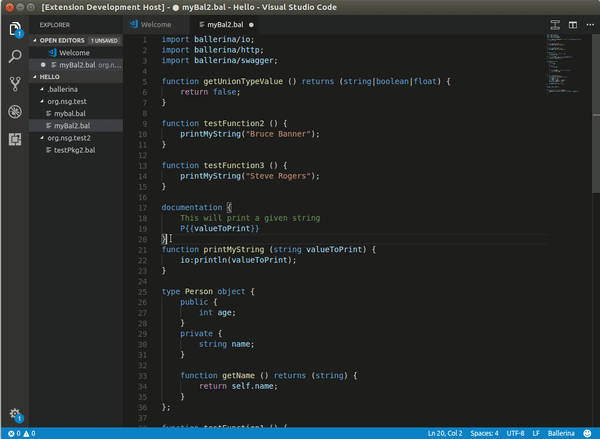 [Extension Development Host] - ● myBal2.bal - Hello - Visual Studio Code
EXPLORER
OPEN EDITORS 1 UNSAVED
Welcome
myBal2.bal org.n...
HELLO
.ballerina
org.nsg.test
mybal.bal
myBal2.bal
org.nsg.test2
testPkg2.bal
Welcome
myBal2.bal
1 import ballerina/io;
2 import ballerina/http;
3 import ballerina/swagger;
4
5 function getUnionTypeValue () returns (string|boolean|float) {
6 return false;
7 }
8
9 function testFunction2 () {
10 printMyString("Bruce Banner");
11 }
12
13 function testFunction3 () {
14 printMyString("Steve Rogers");
15 }
16
17 documentation {
18 This will print a given string
19 P{{valueToPrint}}
20 }
21 function printMyString (string valueToPrint) {
22 io:println(valueToPrint);
23 }
24
25 type Person object {
26 public {
27 int age;
28 }
29 private {
30 string name;
31 }
32
33 function getName () returns (string) {
34 return self.name;
35 }
36 };
37
38 function testFunction1 () {
1
1
0 0
Ln 20, Col 2
Spaces: 4
UTF-8
LF
Ballerina